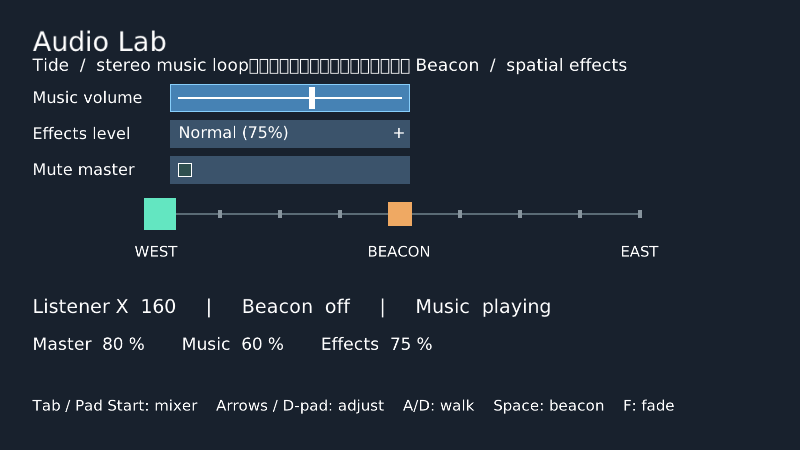 Audio Lab
Tide / stereo music loop□□□□□□□□□□□□□□□□ Beacon / spatial effects
Music volume
Effects level Normal (75%) +
Mute master
WEST BEACON EAST
Listener X 160 | Beacon off | Music playing
Master 80 % Music 60 % Effects 75 %
Tab / Pad Start: mixer Arrows / D-pad: adjust A/D: walk Space: beacon F: fade